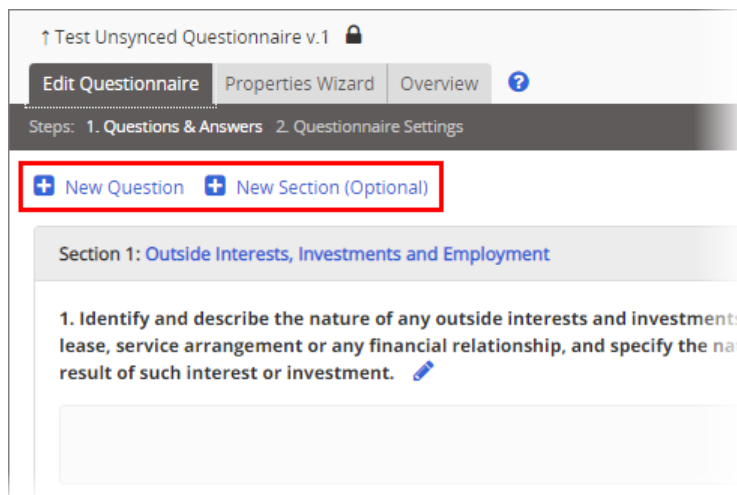 ↑ Test Unsynced Questionnaire v.1
Edit Questionnaire Properties Wizard Overview ?
Steps: 1. Questions & Answers 2. Questionnaire Settings
New Question New Section (Optional)
Section 1: Outside Interests, Investments and Employment
1. Identify and describe the nature of any outside interests and investments
lease, service arrangement or any financial relationship, and specify the
result of such interest or investment.